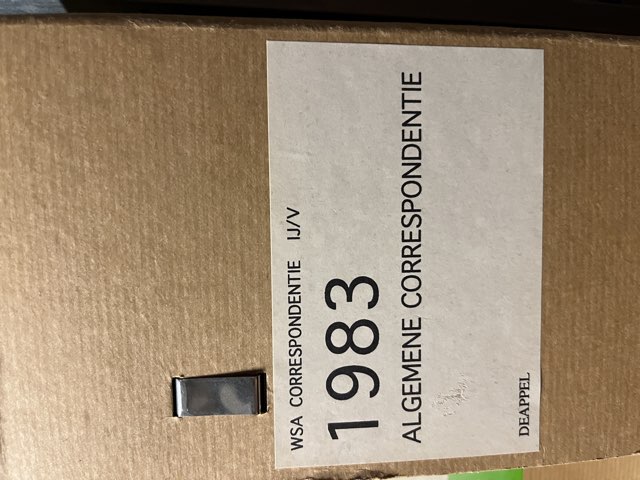 WSA CORRESPONDENTIE IJ/V
1983
ALGEMENE CORRESPONDENTIE
DEAPPEL